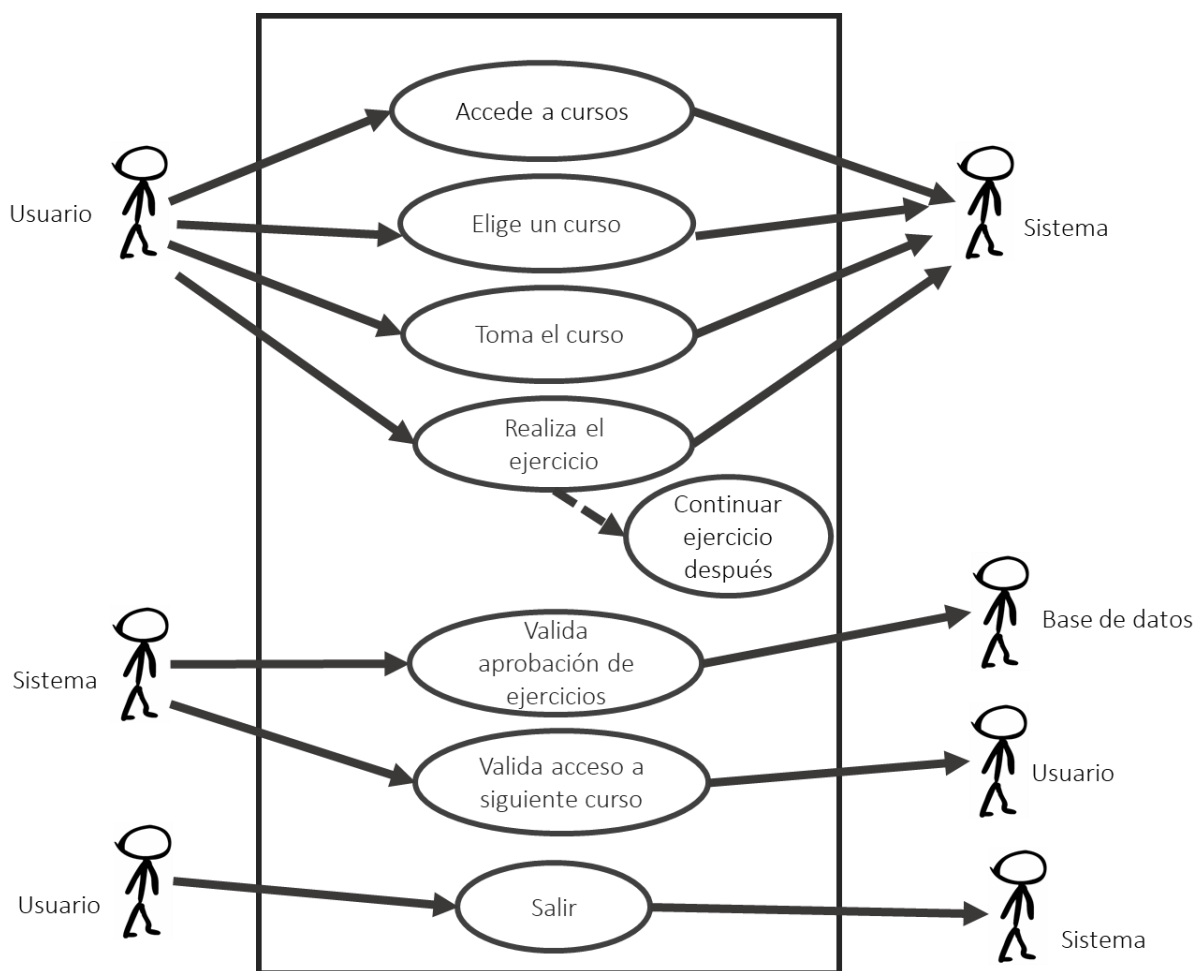 Accede a cursos
Usuario
Elige un curso
Sistema
Toma el curso
Realiza el
ejercicio
Continuar
ejercicio
después
Base de datos
Sistema
Valida
aprobación de
ejercicios
Valida acceso a
siguiente curso
Usuario
Usuario
Salir
Sistema